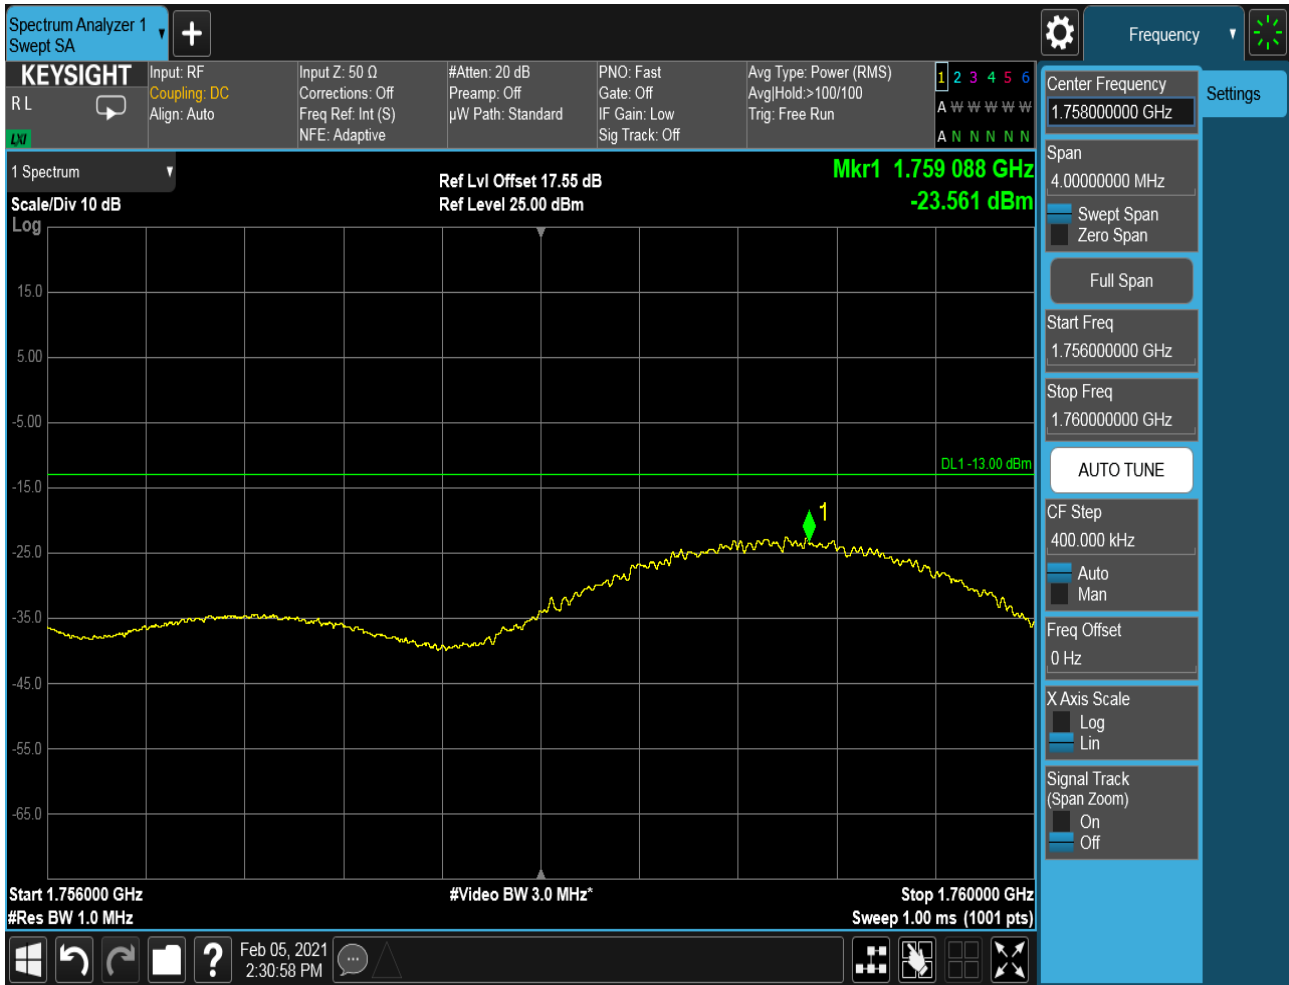 Spectrum Analyzer 1
Swept SA
Frequency
KEYSIGHT
R L
LXI
Input: RF
Coupling: DC
Align: Auto
Input Z: 50 Ω
Corrections: Off
Freq Ref: Int (S)
NFE: Adaptive
#Atten: 20 dB
Preamp: Off
µW Path: Standard
PNO: Fast
Gate: Off
IF Gain: Low
Sig Track: Off
Avg Type: Power (RMS)
Avg|Hold:>100/100
Trig: Free Run
1 2 3 4 5 6
A W W W W W
A N N N N N
1 Spectrum
Scale/Div 10 dB
Log
Ref Lvl Offset 17.55 dB
Ref Level 25.00 dBm
Mkr1 1.759 088 GHz
-23.561 dBm
15.0
5.00
-5.00
DL1 -13.00 dBm
-15.0
1
-25.0
-35.0
-45.0
-55.0
-65.0
Start 1.756000 GHz
#Video BW 3.0 MHz*
Stop 1.760000 GHz
#Res BW 1.0 MHz
Sweep 1.00 ms (1001 pts)
Feb 05, 2021
2:30:58 PM
Center Frequency
1.758000000 GHz
Settings
Span
4.00000000 MHz
Swept Span
Zero Span
Full Span
Start Freq
1.756000000 GHz
Stop Freq
1.760000000 GHz
AUTO TUNE
CF Step
400.000 kHz
Auto
Man
Freq Offset
0 Hz
X Axis Scale
Log
Lin
Signal Track
(Span Zoom)
On
Off